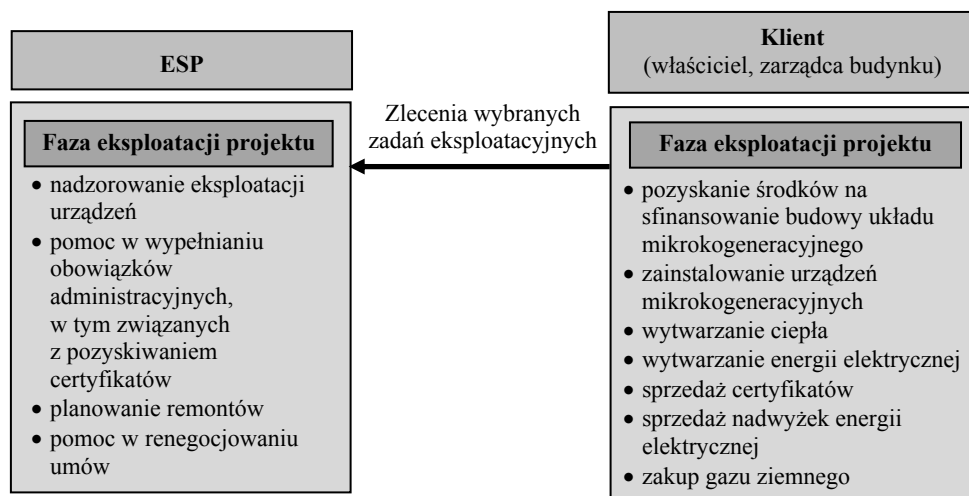 ESP
Faza eksploatacji projektu
• nadzorowanie eksploatacji
urządzeń
• pomoc w wypełnianiu
obowiązków
administracyjnych,
w tym związanych
z pozyskiwaniem
certyfikatów
• planowanie remontów
• pomoc w renegocjowaniu
umów
Zlecenia wybranych
zadań eksploatacyjnych
Klient
(właściciel, zarządca budynku)
Faza eksploatacji projektu
• pozyskanie środków na
sfinansowanie budowy układu
mikrokogeneracyjnego
• zainstalowanie urządzeń
mikrokogeneracyjnych
• wytwarzanie ciepła
• wytwarzanie energii elektrycznej
• sprzedaż certyfikatów
• sprzedaż nadwyżek energii
elektrycznej
• zakup gazu ziemnego